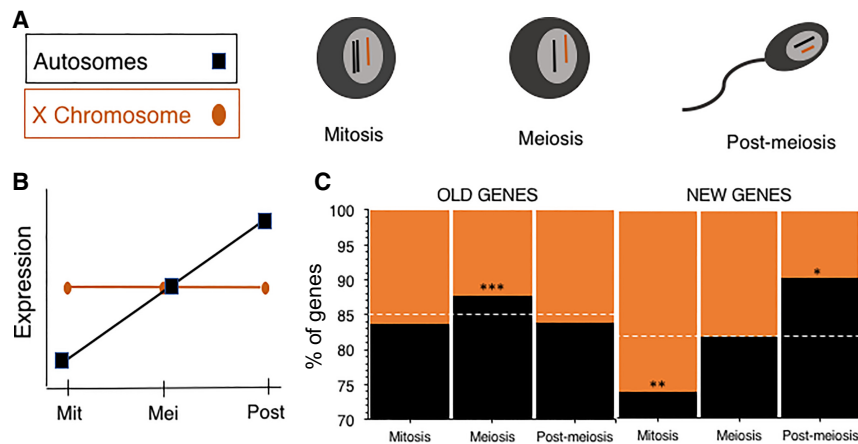 A
Autosomes
X Chromosome
Mitosis
Meiosis
Post-meiosis
B
Expression
Mit
Mei
Post
C
OLD GENES
NEW GENES
% of genes
100
95
90
85
80
75
70
***
**
*
Mitosis
Meiosis
Post-meiosis
Mitosis
Meiosis
Post-meiosis